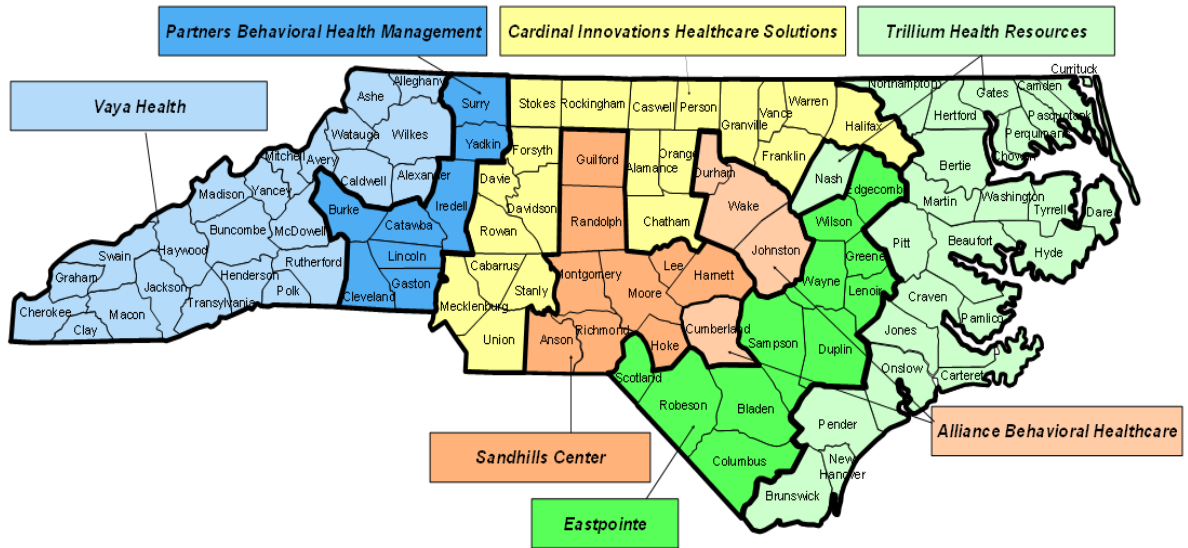 Partners Behavioral Health Management
Cardinal Innovations Healthcare Solutions
Trillium Health Resources
Vaya Health
Currituck
Alleghany
Northampton
Gates
Camden
Ashe
Surry
Stokes
Rockingham
Caswell
Person
Vance
Warren
Granville
Hertford
Pasquotank
Halifax
Perquimans
Watauga
Wilkes
Yadkin
Forsyth
Guilford
Orange
Durham
Franklin
Chowan
Mitchell
Avery
Alamance
Bertie
Nash
Edgecomb
Caldwell
Alexander
Davie
Madison
Yancey
Iredell
Davidson
Randolph
Chatham
Wake
Wilson
Martin
Washington
Tyrrell
Dare
Burke
Catawba
Rowan
Buncombe
McDowell
Haywood
Swain
Lincoln
Johnston
Pitt
Beaufort
Hyde
Rutherford
Greene
Graham
Jackson
Henderson
Polk
Cleveland
Gaston
Cabarrus
Stanly
Montgomery
Lee
Harnett
Moore
Wayne
Lenoir
Craven
Pamlico
Cherokee
Macon
Transylvania
Mecklenburg
Clay
Union
Anson
Richmond
Hoke
Cumberland
Sampson
Duplin
Jones
Onslow
Carteret
Scotland
Robeson
Bladen
Pender
Columbus
New
Hanover
Brunswick
Sandhills Center
Alliance Behavioral Healthcare
Eastpointe